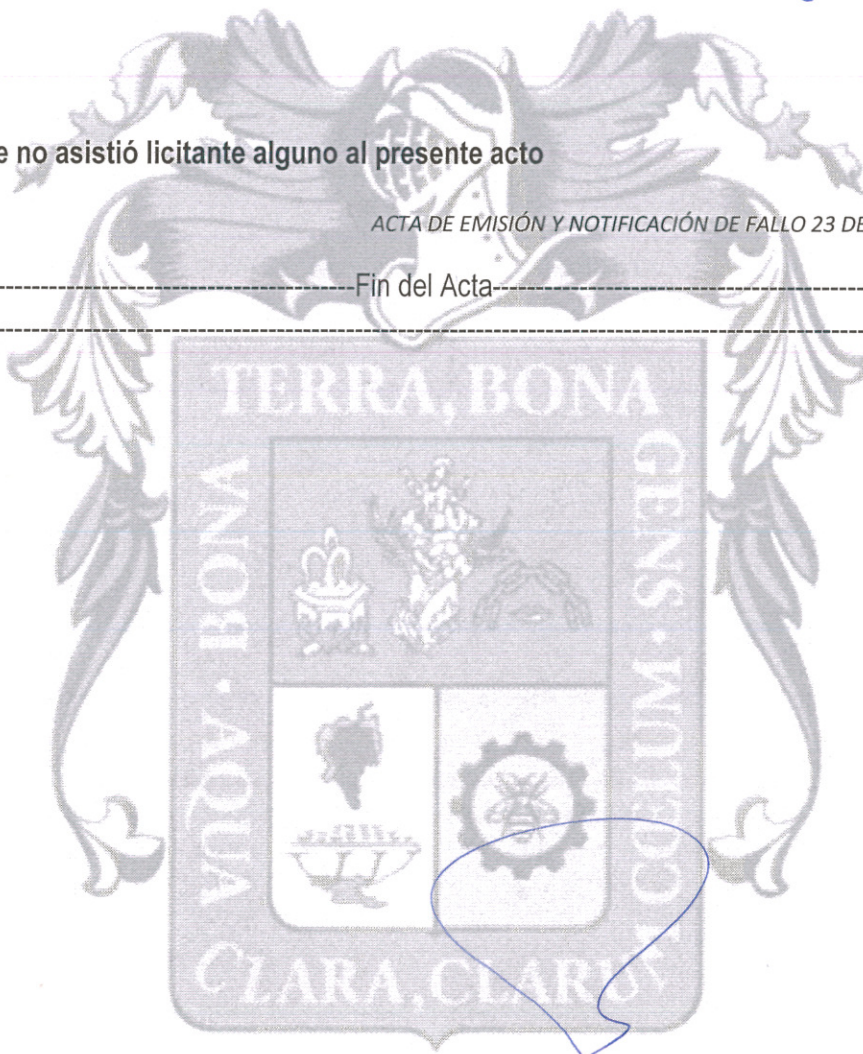 e no asistió licitante alguno al presente acto
ACTA DE EMISIÓN Y NOTIFICACIÓN DE FALLO 23 DE
Fin del Acta
TERRA, BONA
GENS
BONA · AQUA
CLARA, CLARUM